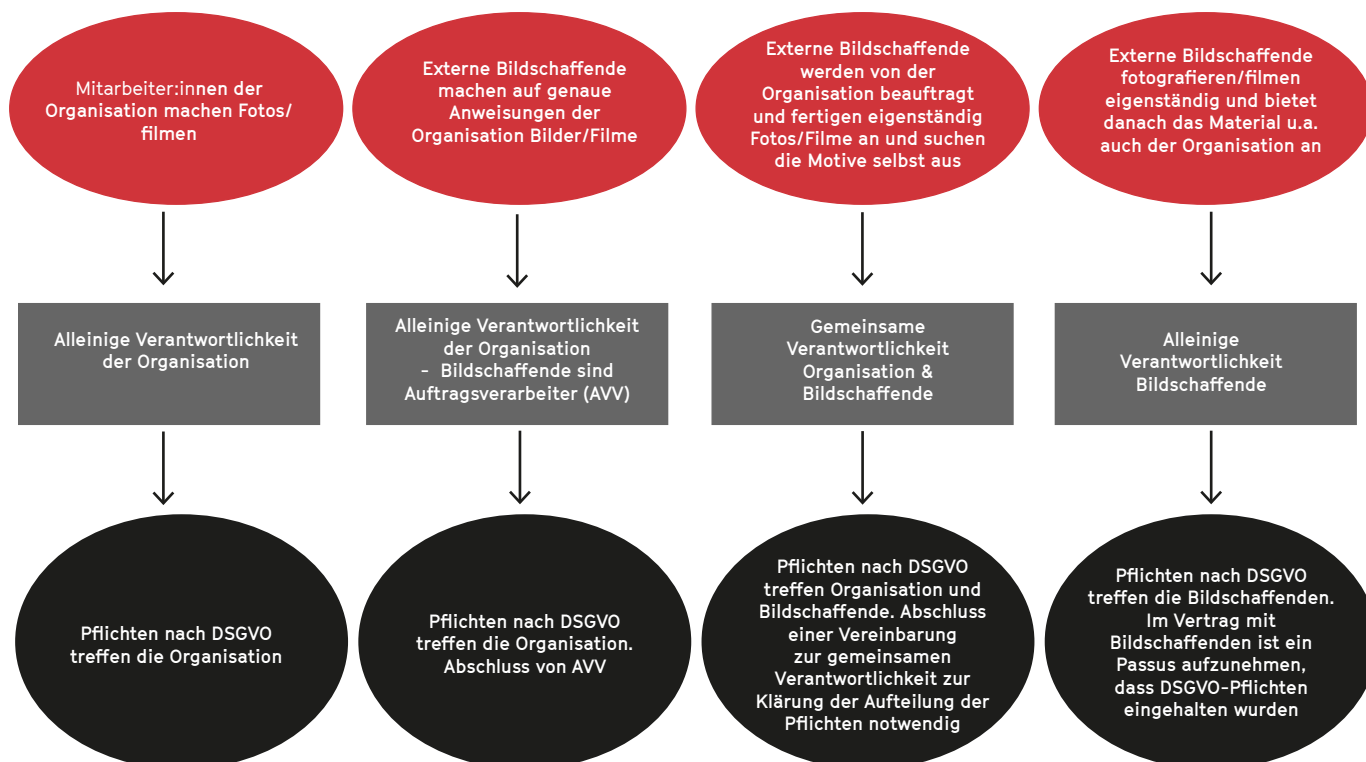 Mitarbeiter:innen der
Organisation machen Fotos/
filmen
Externe Bildschaffende
machen auf genaue
Anweisungen der
Organisation Bilder/Filme
Externe Bildschaffende
werden von der
Organisation beauftragt
und fertigen eigenständig
Fotos/Filme an und suchen
die Motive selbst aus
Externe Bildschaffende
fotografieren/filmen
eigenständig und bietet
danach das Material u.a.
auch der Organisation an
Alleinige Verantwortlichkeit
der Organisation
Alleinige Verantwortlichkeit
der Organisation
- Bildschaffende sind
Auftragsverarbeiter (AVV)
Gemeinsame
Verantwortlichkeit
Organisation &
Bildschaffende
Alleinige
Verantwortlichkeit
Bildschaffende
Pflichten nach DSGVO
treffen die Organisation
Pflichten nach DSGVO
treffen die Organisation.
Abschluss von AVV
Pflichten nach DSGVO
treffen Organisation und
Bildschaffende. Abschluss
einer Vereinbarung
zur gemeinsamen
Verantwortlichkeit zur
Klärung der Aufteilung der
Pflichten notwendig
Pflichten nach DSGVO
treffen die Bildschaffenden.
Im Vertrag mit
Bildschaffenden ist ein
Passus aufzunehmen,
dass DSGVO-Pflichten
eingehalten wurden